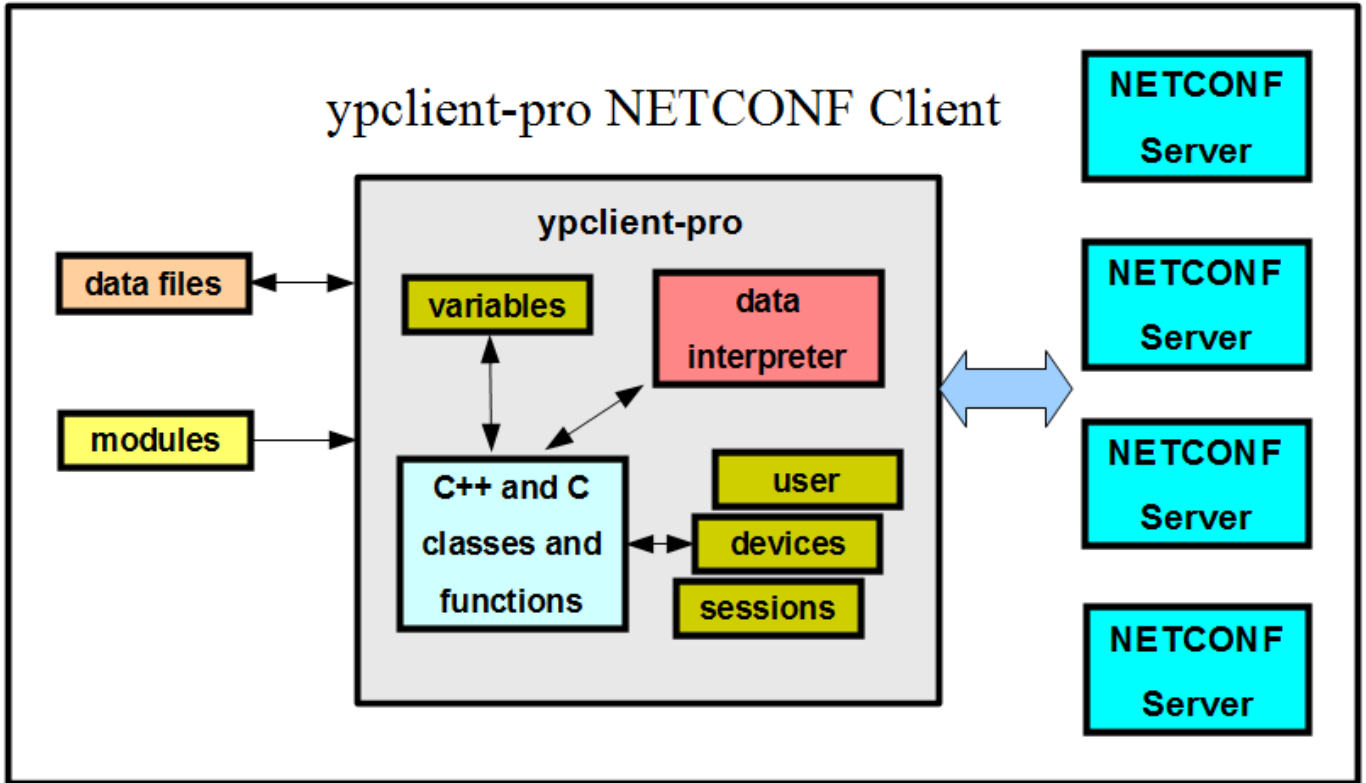 ypclient-pro NETCONF Client
ypclient-pro
data files
modules
variables
data
interpreter
C++ and C
classes and
functions
user
devices
sessions
NETCONF
Server
NETCONF
Server
NETCONF
Server
NETCONF
Server